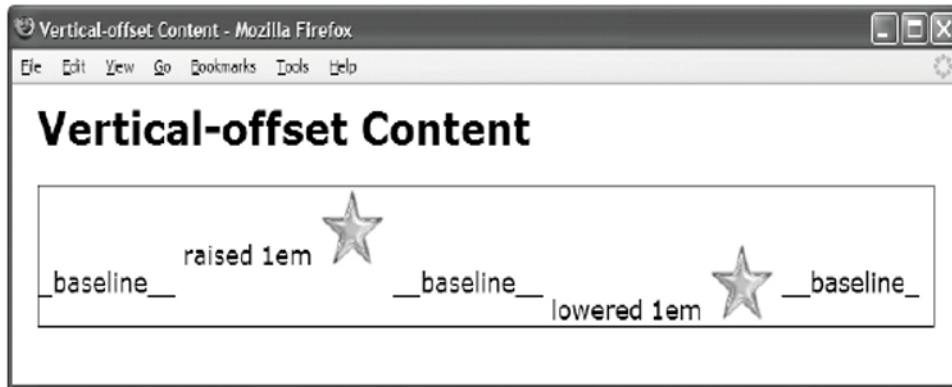 Vertical-offset Content - Mozilla Firefox
File Edit View Go Bookmarks Tools Help
Vertical-offset Content
_baseline__ raised 1em __baseline__ lowered 1em __baseline_